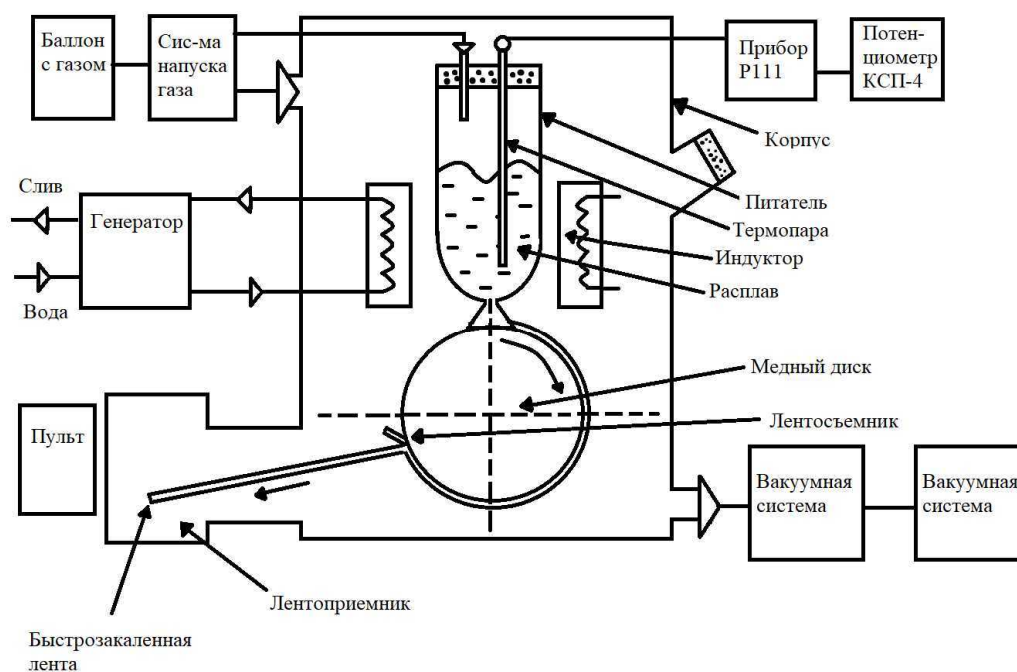 Баллон
с газом
Сис-ма
напуска
газа
Прибор
Р111
Потен-
циометр
КСП-4
Корпус
Слив
Генератор
Вода
Питатель
Термопара
Индуктор
Расплав
Медный диск
Лентосъемник
Пульт
Вакуумная
система
Вакуумная
система
Лентоприемник
Быстрозакаленная
лента